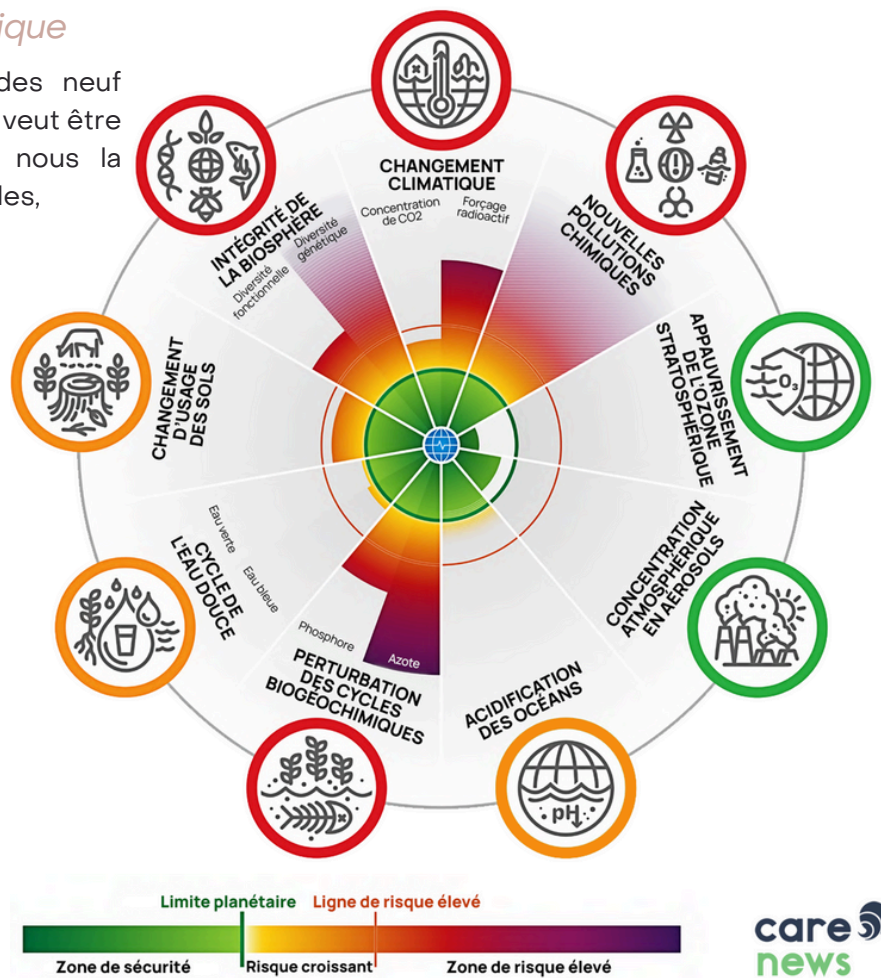 ique
des neuf
veut être
nous la
les,
CHANGEMENT
CLIMATIQUE
Concentration
de CO2
Forçage
radioactif
NOUVELLES
POLLUTIONS
CHIMIQUES
APPAUVRISSEMENT
DE L'OZONE
STRATOSPHÉRIQUE
O₃
CONCENTRATION
ATMOSPHÉRIQUE
EN AÉROSOLS
ACIDIFICATION
DES OCÉANS
pH
Phosphore
Azote
PERTURBATION
DES CYCLES
BIOGÉOCHIMIQUES
Eau verte
Eau bleue
CYCLE DE
L'EAU DOUCE
CHANGEMENT
D'USAGE
DES SOLS
INTÉGRITÉ DE
LA BIOSPHÈRE
Diversité
fonctionnelle
Diversité
génétique
Limite planétaire
Ligne de risque élevé
Zone de sécurité
Risque croissant
Zone de risque élevé
care
news